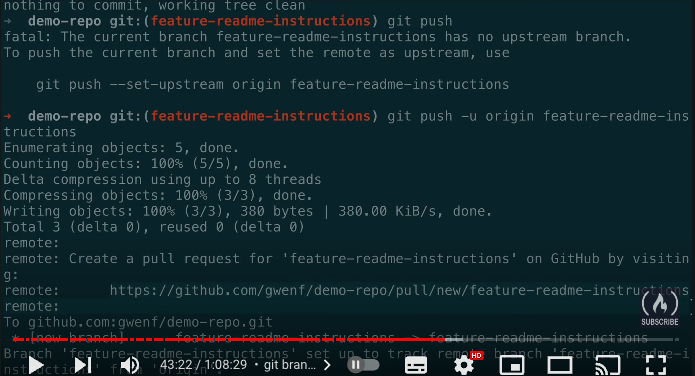 nothing to commit, working tree clean
→ demo-repo git:(feature-readme-instructions) git push
fatal: The current branch feature-readme-instructions has no upstream branch.
To push the current branch and set the remote as upstream, use
git push --set-upstream origin feature-readme-instructions
→ demo-repo git:(feature-readme-instructions) git push -u origin feature-readme-ins
tructions
Enumerating objects: 5, done.
Counting objects: 100% (5/5), done.
Delta compression using up to 8 threads
Compressing objects: 100% (3/3), done.
Writing objects: 100% (3/3), 380 bytes | 380.00 KiB/s, done.
Total 3 (delta 0), reused 0 (delta 0)
remote:
remote: Create a pull request for 'feature-readme-instructions' on GitHub by visitin
g:
remote: https://github.com/gwenf/demo-repo/pull/new/feature-readme-instructions
remote:
SUBSCRIBE
To github.com:gwenf/demo-repo.git
* [new branch] feature-readme-instructions -> feature-readme-instructions
Branch 'feature-readme-instructions' set up to track remote branch 'feature-readme-i
nstructions' from 'origin'.
43:22 / 1:08:29 • git bran... >
HD